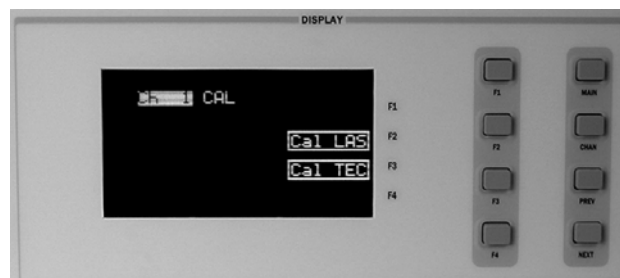 DISPLAY
Ch 1 CAL
F1
Cal LAS F2
Cal TEC F3
F4
F1 MAIN
F2 CHAN
F3 PREV
F4 NEXT